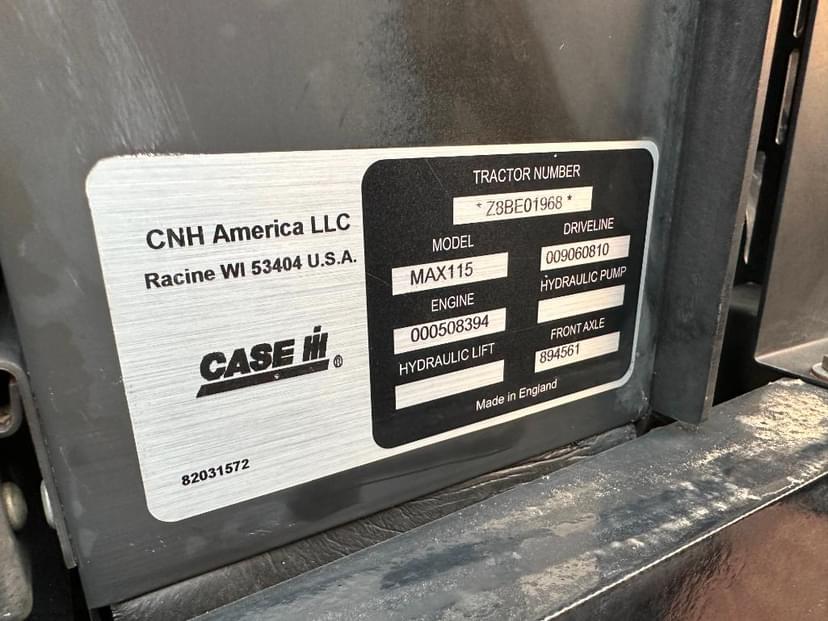 CNH America LLC
Racine WI 53404 U.S.A.
CASE IH ®
82031572
TRACTOR NUMBER
*Z8BE01968*
MODEL
MAX115
DRIVELINE
009060810
ENGINE
000508394
HYDRAULIC PUMP
HYDRAULIC LIFT
FRONT AXLE
894561
Made in England